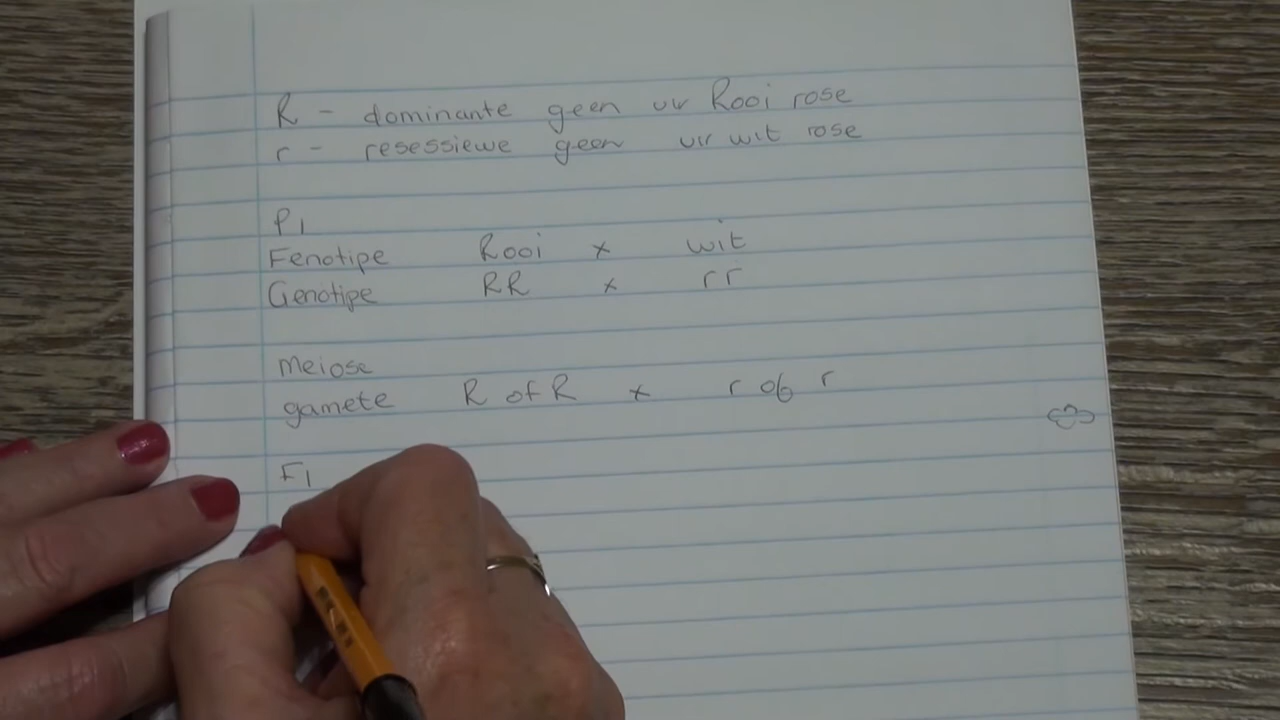 R - dominante geen vir Rooi rose
r - resessiewe geen vir wit rose
P1
Fenotipe Rooi x wit
Genotipe RR x rr
meiose
gamete R of R x r of r
F1